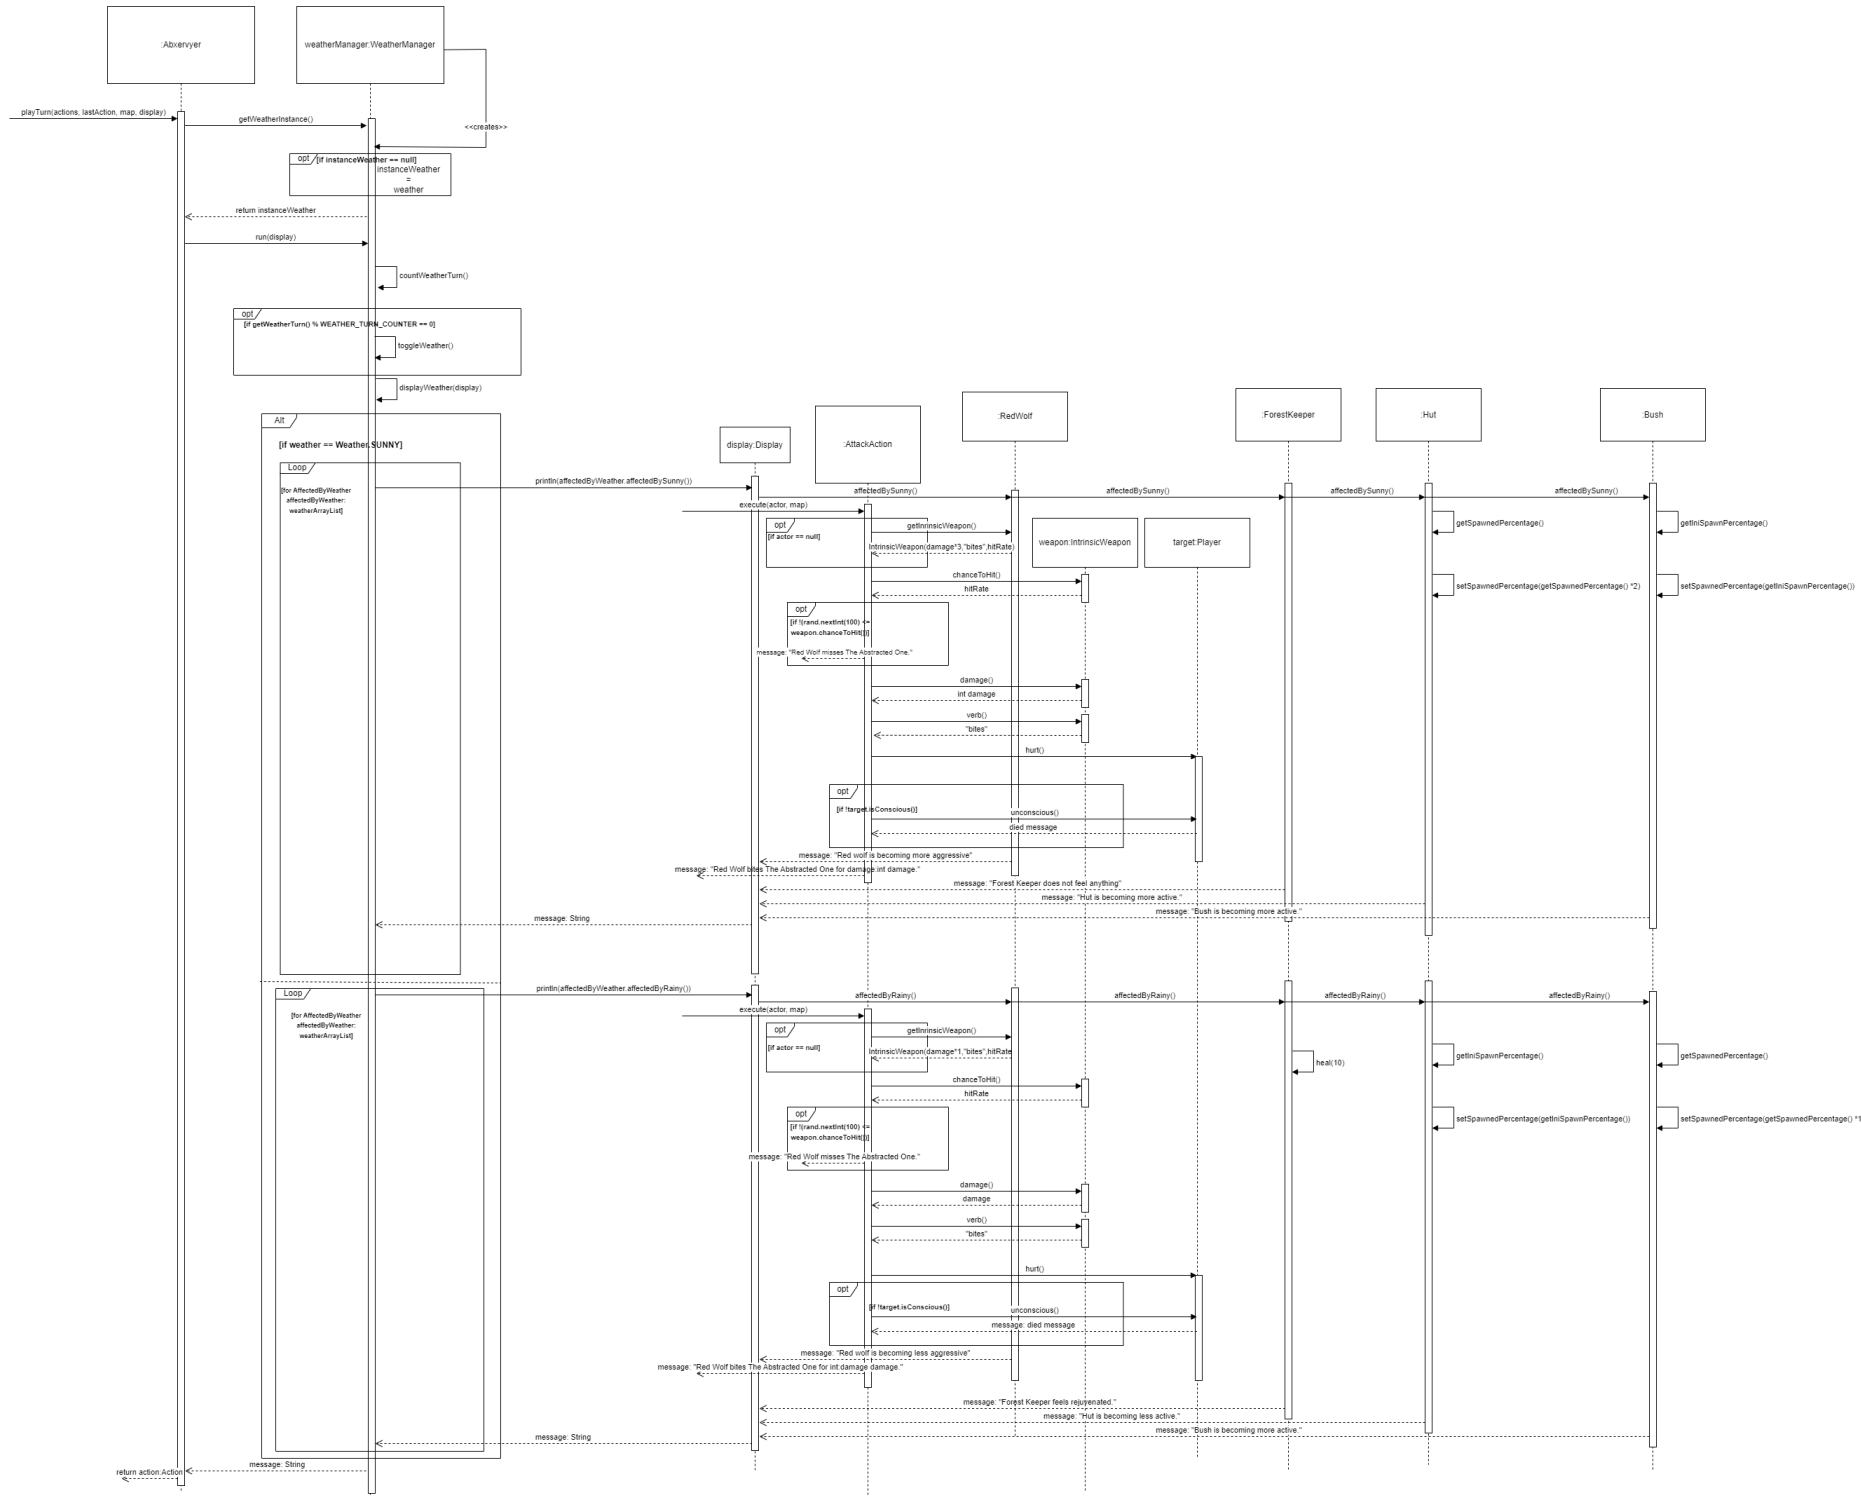 :Abxervyer
weatherManager:WeatherManager
playTurn(actions, lastAction, map, display)
getWeatherInstance()
<<creates>>
opt
[if instanceWeather == null]
instanceWeather
=
weather
return instanceWeather
run(display)
countWeatherTurn()
opt
[if getWeatherTurn() % WEATHER_TURN_COUNTER == 0]
toggleWeather()
displayWeather(display)
display:Display
:AttackAction
:RedWolf
:ForestKeeper
:Hut
:Bush
Alt
[if weather == Weather.SUNNY]
Loop
[for AffectedByWeather
affectedByWeather:
weatherArrayList]
println(affectedByWeather.affectedBySunny())
affectedBySunny()
affectedBySunny()
affectedBySunny()
affectedBySunny()
execute(actor, map)
opt
[if actor == null]
getIntrinsicWeapon()
IntrinsicWeapon(damage*3,"bites",hitRate)
weapon:IntrinsicWeapon
target:Player
getSpawnedPercentage()
getIniSpawnPercentage()
chanceToHit()
hitRate
setSpawnedPercentage(getSpawnedPercentage() *2)
setSpawnedPercentage(getIniSpawnPercentage())
opt
[if !(rand.nextInt(100) <=
weapon.chanceToHit())]
message: "Red Wolf misses The Abstracted One."
damage()
int damage
verb()
"bites"
hurt()
opt
[if !target.isConscious()]
unconscious()
died message
message: "Red wolf is becoming more aggressive"
message: "Red Wolf bites The Abstracted One for damage:int damage."
message: "Forest Keeper does not feel anything"
message: "Hut is becoming more active."
message: "Bush is becoming more active."
message: String
Loop
[for AffectedByWeather
affectedByWeather:
weatherArrayList]
println(affectedByWeather.affectedByRainy())
affectedByRainy()
affectedByRainy()
affectedByRainy()
affectedByRainy()
execute(actor, map)
opt
[if actor == null]
getIntrinsicWeapon()
IntrinsicWeapon(damage*1,"bites",hitRate
heal(10)
getIniSpawnPercentage()
getSpawnedPercentage()
chanceToHit()
hitRate
setSpawnedPercentage(getIniSpawnPercentage())
setSpawnedPercentage(getSpawnedPercentage() *1
opt
[if !(rand.nextInt(100) <=
weapon.chanceToHit())]
message: "Red Wolf misses The Abstracted One."
damage()
damage
verb()
"bites"
hurt()
opt
[if !target.isConscious()]
unconscious()
message: died message
message: "Red wolf is becoming less aggressive"
message: "Red Wolf bites The Abstracted One for int:damage damage."
message: "Forest Keeper feels rejuvenated."
message: "Hut is becoming less active."
message: "Bush is becoming more active."
message: String
message: String
return action:Action